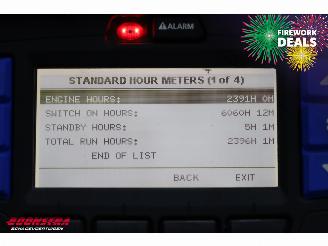 FIREWORK
DEALS
ALARM
STANDARD HOUR METERS (1 of 4)
ENGINE HOURS: 2391H 0M
SWITCH ON HOURS: 6060H 12M
STANDBY HOURS: 5H 1M
TOTAL RUN HOURS: 2396H 1M
END OF LIST
BACK EXIT
BOONSTRA
SCHADEVOERTUIGEN